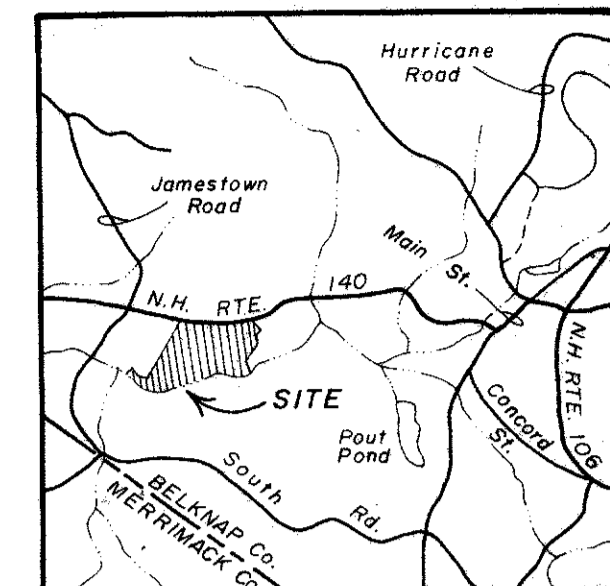 Hurricane
Road
Jamestown
Road
Main St.
N.H. RTE. 140
SITE
N.H. RTE. 106
Concord St.
Pout
Pond
South Rd.
BELKNAP Co.
MERRIMACK Co.